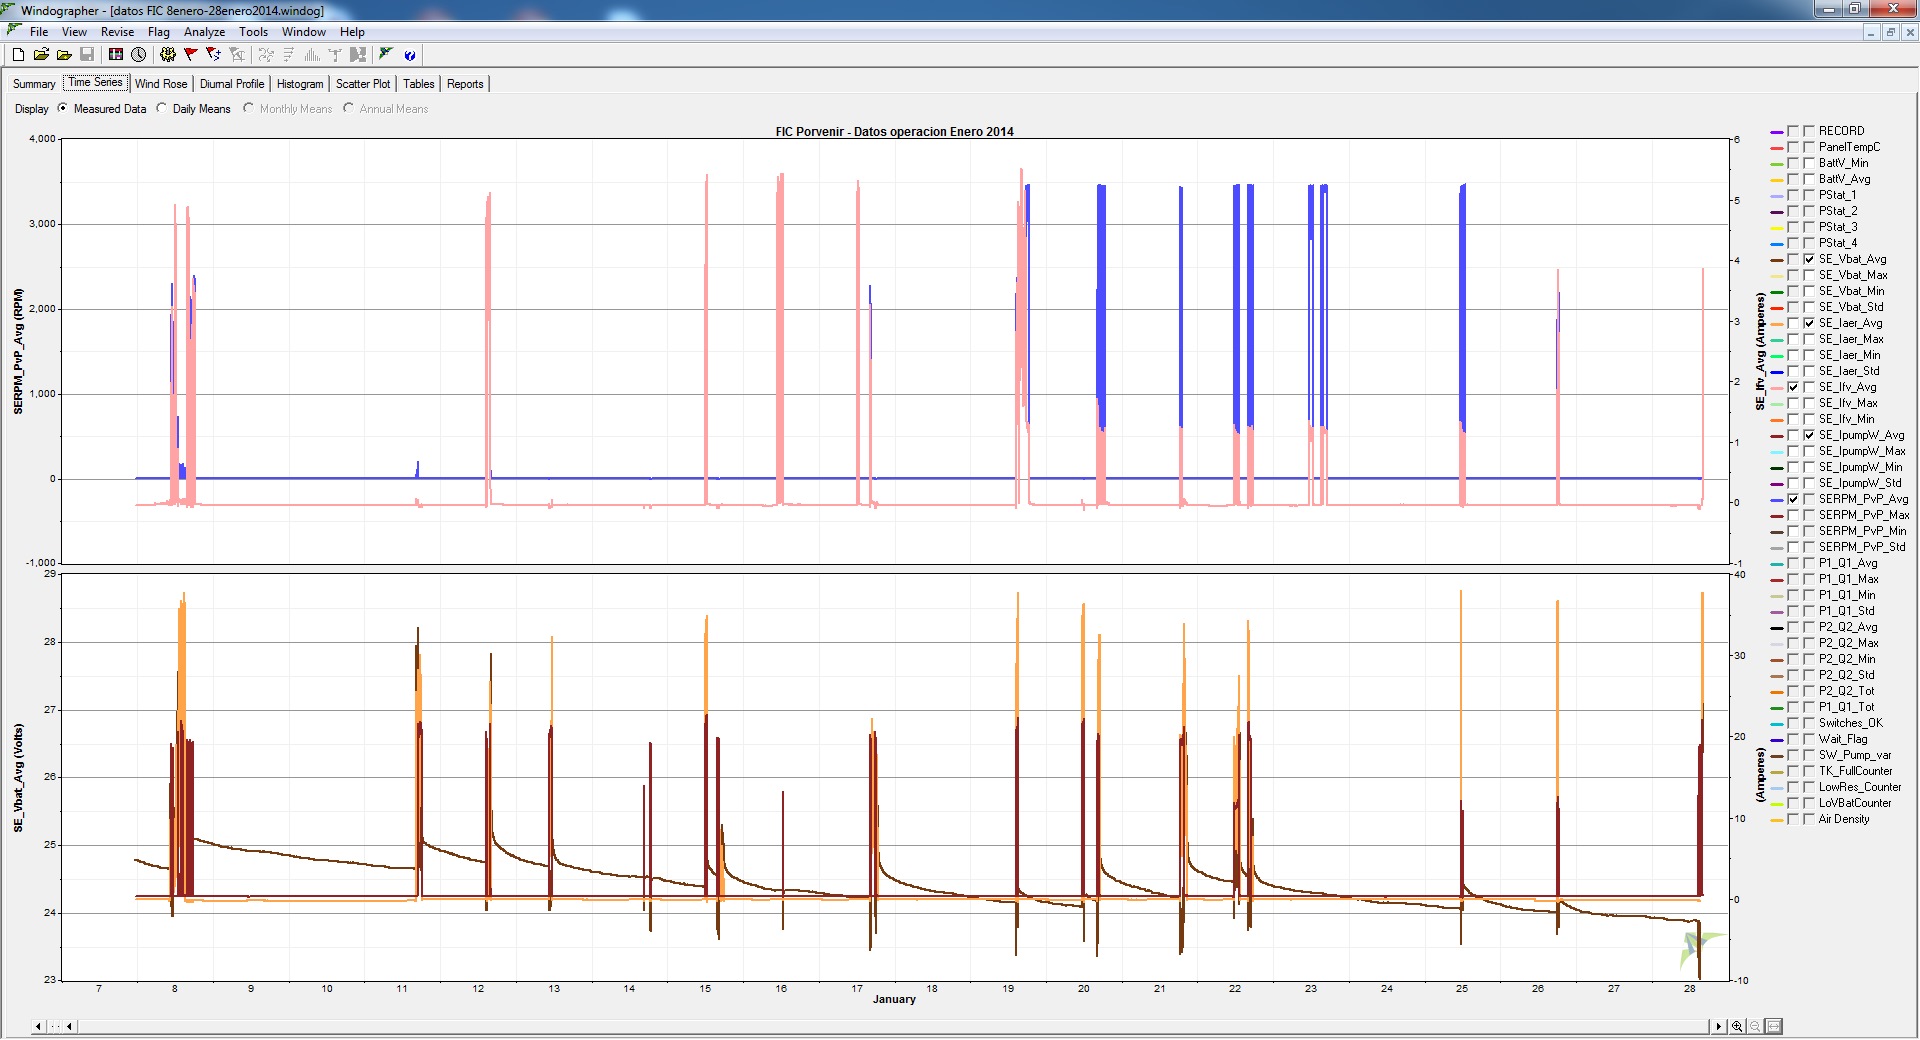 Windographer - [datos FIC 8enero-28enero2014.windog]
File View Revise Flag Analyze Tools Window Help
Summary Time Series Wind Rose Diurnal Profile Histogram Scatter Plot Tables Reports
Display Measured Data Daily Means Monthly Means Annual Means
FIC Porvenir - Datos operacion Enero 2014
4,000
3,000
2,000
1,000
0
-1,000
SERPM_PvP_Avg (RPM)
6
5
4
3
2
1
0
-1
SE_Ifv_Avg (Amperes)
29
28
27
26
25
24
23
SE_Vbat_Avg (Volts)
40
30
20
10
0
-10
(Amperes)
7 8 9 10 11 12 13 14 15 16 17 18 19 20 21 22 23 24 25 26 27 28
January
RECORD
PanelTempC
BattV_Min
BattV_Avg
PStat_1
PStat_2
PStat_3
PStat_4
SE_Vbat_Avg
SE_Vbat_Max
SE_Vbat_Min
SE_Vbat_Std
SE_Iaer_Avg
SE_Iaer_Max
SE_Iaer_Min
SE_Iaer_Std
SE_Ifv_Avg
SE_Ifv_Max
SE_Ifv_Min
SE_IpumpW_Avg
SE_IpumpW_Max
SE_IpumpW_Min
SE_IpumpW_Std
SERPM_PvP_Avg
SERPM_PvP_Max
SERPM_PvP_Min
SERPM_PvP_Std
P1_Q1_Avg
P1_Q1_Max
P1_Q1_Min
P1_Q1_Std
P2_Q2_Avg
P2_Q2_Max
P2_Q2_Min
P2_Q2_Std
P2_Q2_Tot
P1_Q1_Tot
Switches_OK
Wait_Flag
SW_Pump_var
TK_FullCounter
LowRes_Counter
LoVBatCounter
Air Density